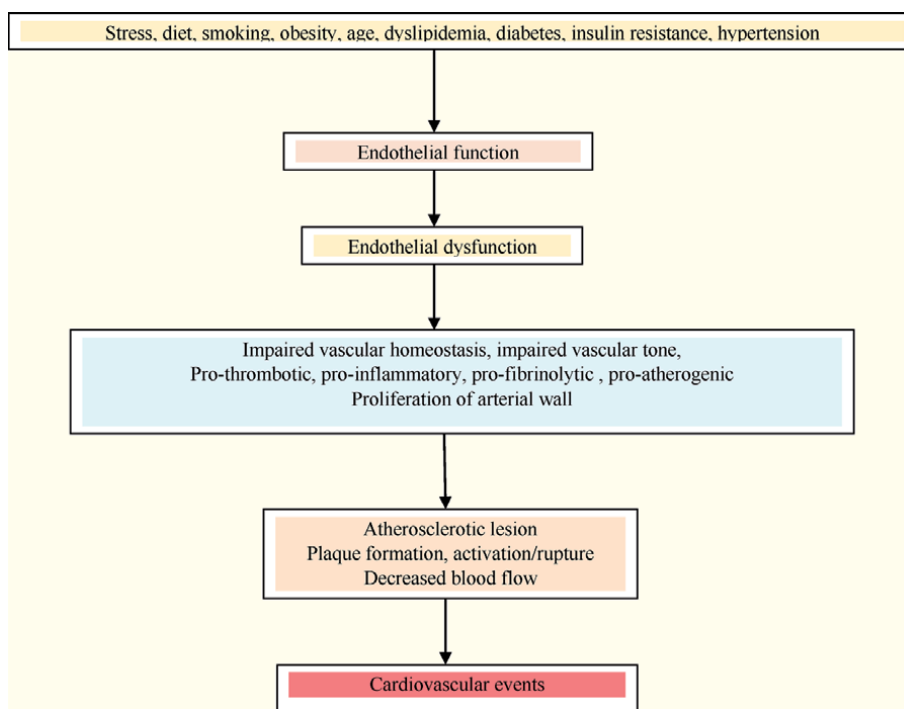 Stress, diet, smoking, obesity, age, dyslipidemia, diabetes, insulin resistance, hypertension
Endothelial function
Endothelial dysfunction
Impaired vascular homeostasis, impaired vascular tone,
Pro-thrombotic, pro-inflammatory, pro-fibrinolytic , pro-atherogenic
Proliferation of arterial wall
Atherosclerotic lesion
Plaque formation, activation/rupture
Decreased blood flow
Cardiovascular events